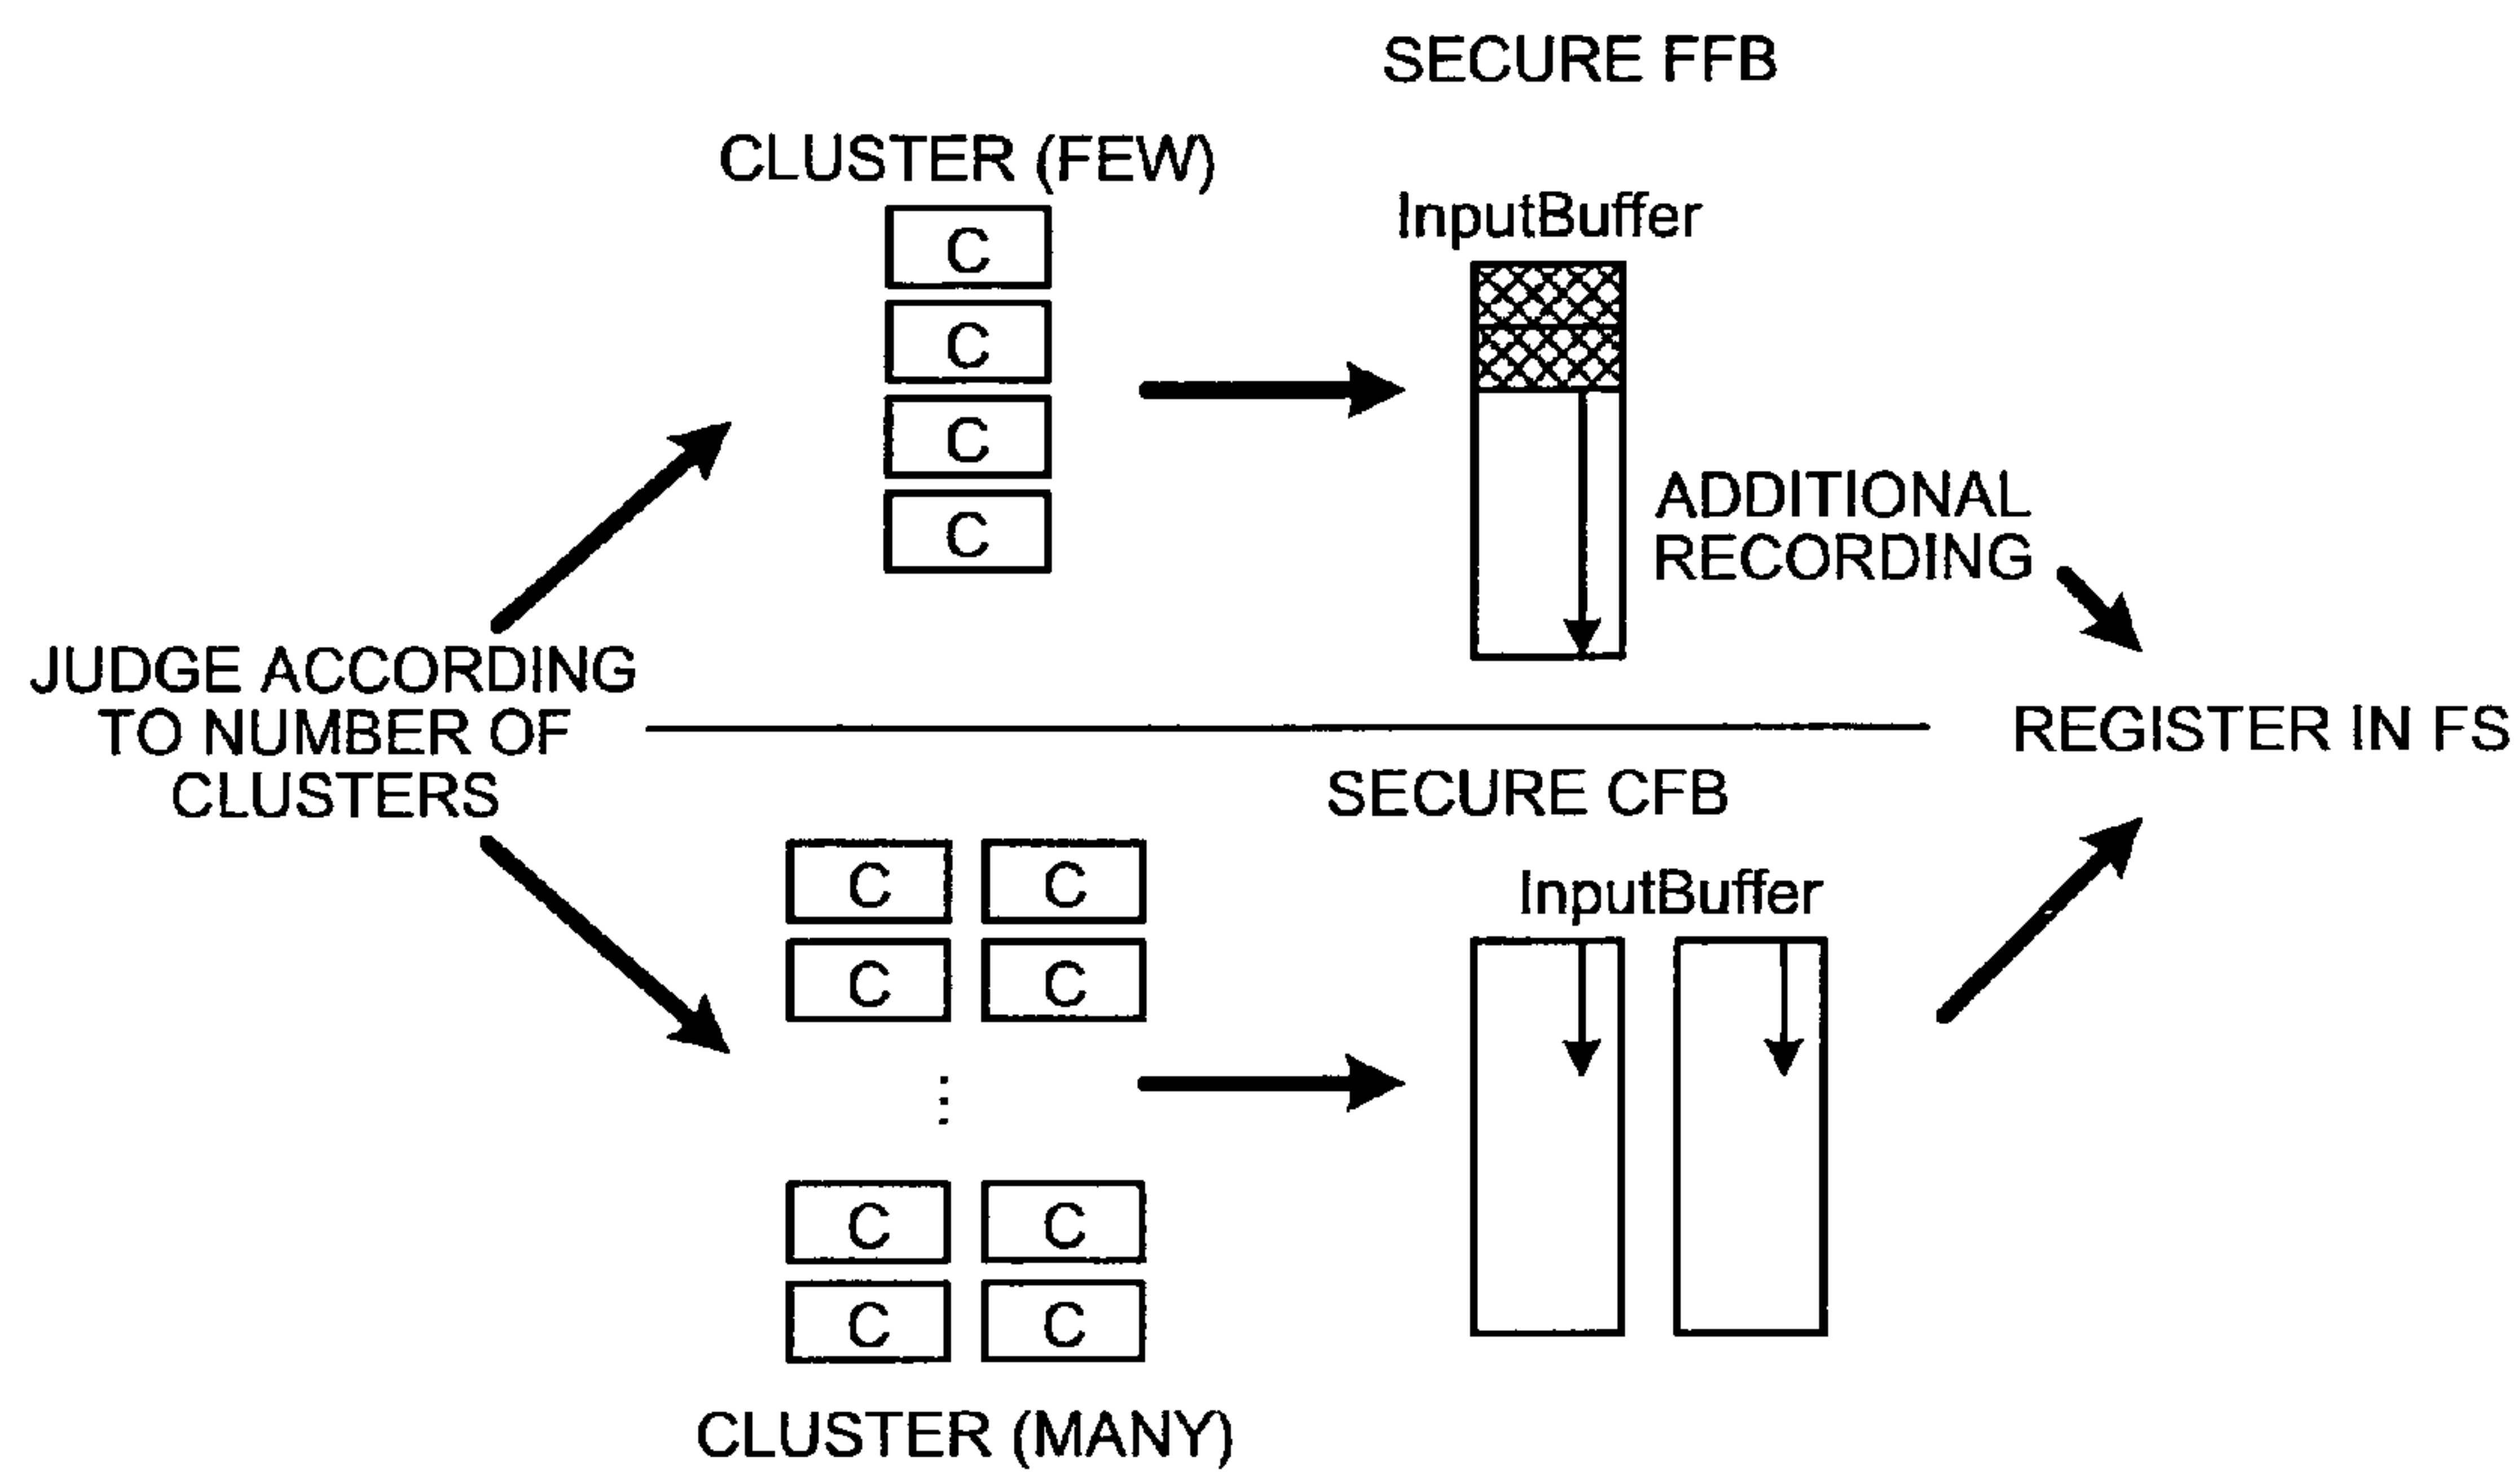 SECURE FFB
CLUSTER (FEW)
InputBuffer
C
C
C
C
ADDITIONAL
RECORDING
JUDGE ACCORDING
TO NUMBER OF
CLUSTERS
REGISTER IN FS
SECURE CFB
InputBuffer
C C
C C
C C
C C
CLUSTER (MANY)